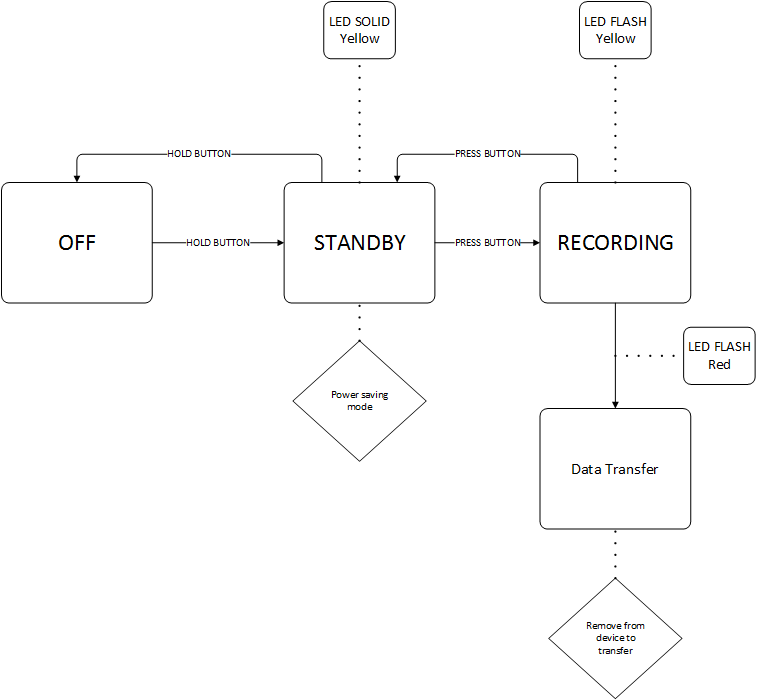 LED SOLID
Yellow
LED FLASH
Yellow
HOLD BUTTON
PRESS BUTTON
OFF
HOLD BUTTON
STANDBY
PRESS BUTTON
RECORDING
LED FLASH
Red
Power saving
mode
Data Transfer
Remove from
device to
transfer